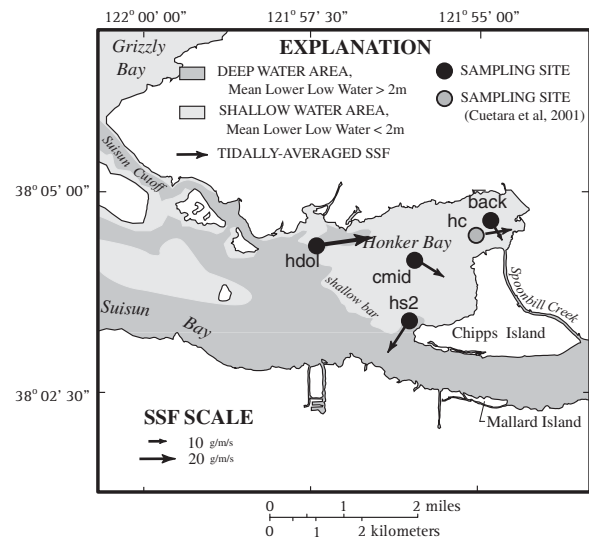 122° 00' 00"
121° 57' 30"
121° 55' 00"
Grizzly
Bay
EXPLANATION
DEEP WATER AREA,
Mean Lower Low Water > 2m
SHALLOW WATER AREA,
Mean Lower Low Water < 2m
TIDALLY-AVERAGED SSF
SAMPLING SITE
SAMPLING SITE
(Cuetara et al, 2001)
Suisun Cutoff
38° 05' 00"
back
hc
Honker Bay
hdol
cmid
shallow bar
hs2
Spoonbill Creek
Suisun
Bay
Chipps Island
38° 02' 30"
Mallard Island
SSF SCALE
10 g/m/s
20 g/m/s
0 1 2 miles
0 1 2 kilometers